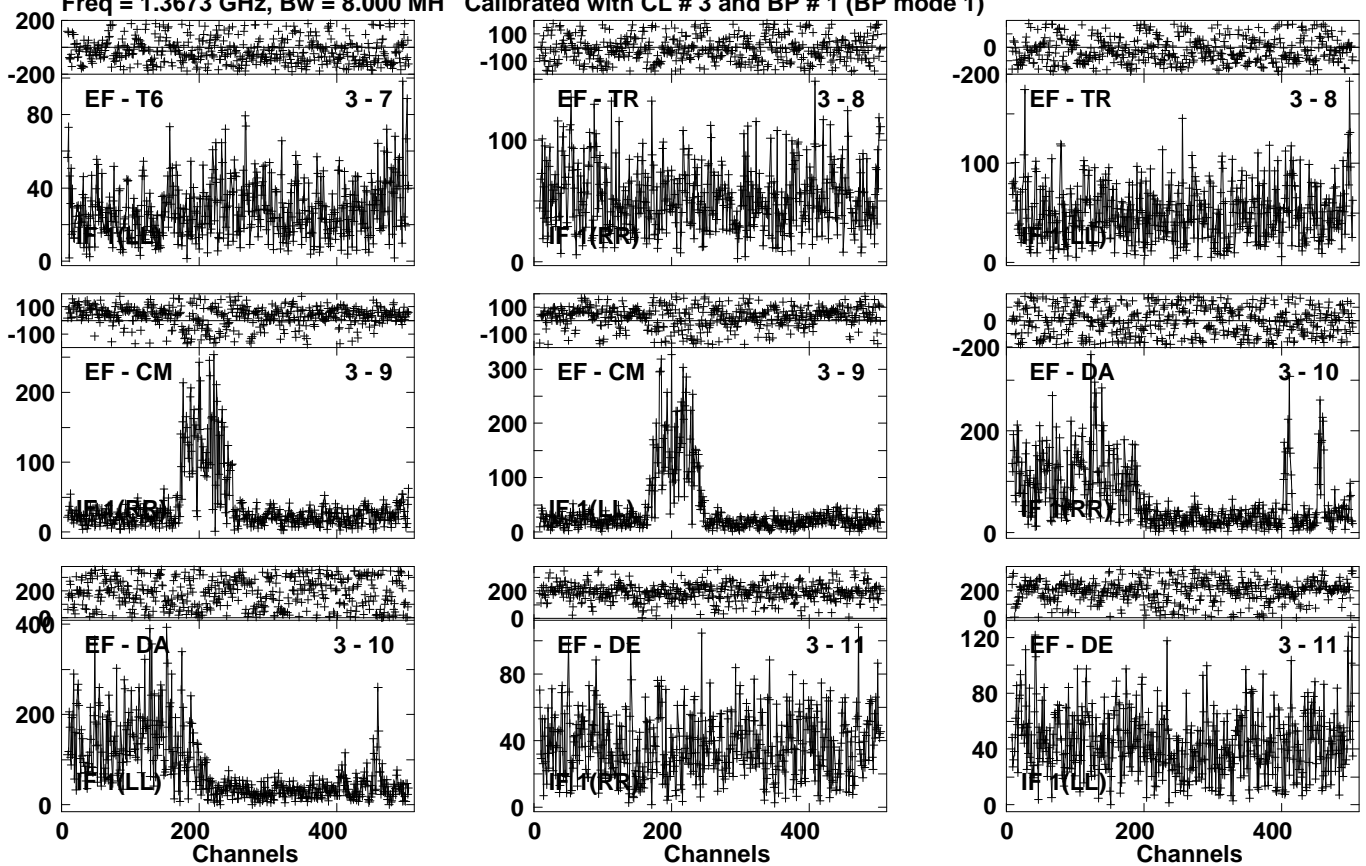 Freq = 1.3673 GHz, Bw = 8.000 MH Calibrated with CL # 3 and BP # 1 (BP mode 1)
200
-200
EF - T6 3 - 7
80
40
0
IF 1(LL)
100
-100
EF - TR 3 - 8
100
0
IF 1(RR)
0
-200
EF - TR 3 - 8
100
0
IF 1(LL)
100
-100
EF - CM 3 - 9
200
100
0
IF 1(RR)
100
-100
EF - CM 3 - 9
300
200
100
0
IF 1(LL)
0
-200
EF - DA 3 - 10
200
0
IF 1(RR)
200
0
400
EF - DA 3 - 10
200
0
IF 1(LL)
0 200 400
Channels
200
0
EF - DE 3 - 11
80
40
0
IF 1(RR)
0 200 400
Channels
200
0
EF - DE 3 - 11
120
80
40
0
IF 1(LL)
0 200 400
Channels